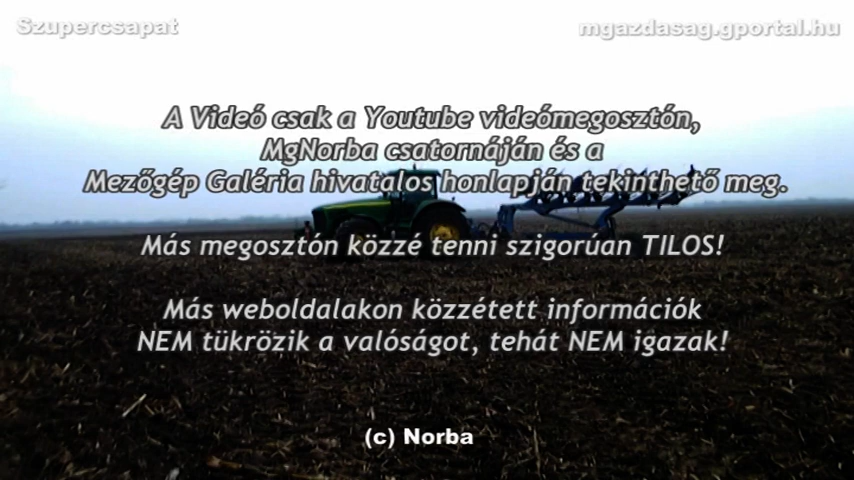 Szupercsapat
mgazdasag.gportal.hu
A Videó csak a Youtube videómegosztón,
MgNorba csatornáján és a
Mezőgép Galéria hivatalos honlapján tekinthető meg.
Más megosztón közzé tenni szigorúan TILOS!
Más weboldalakon közzétett információk
NEM tükrözik a valóságot, tehát NEM igazak!
(c) Norba